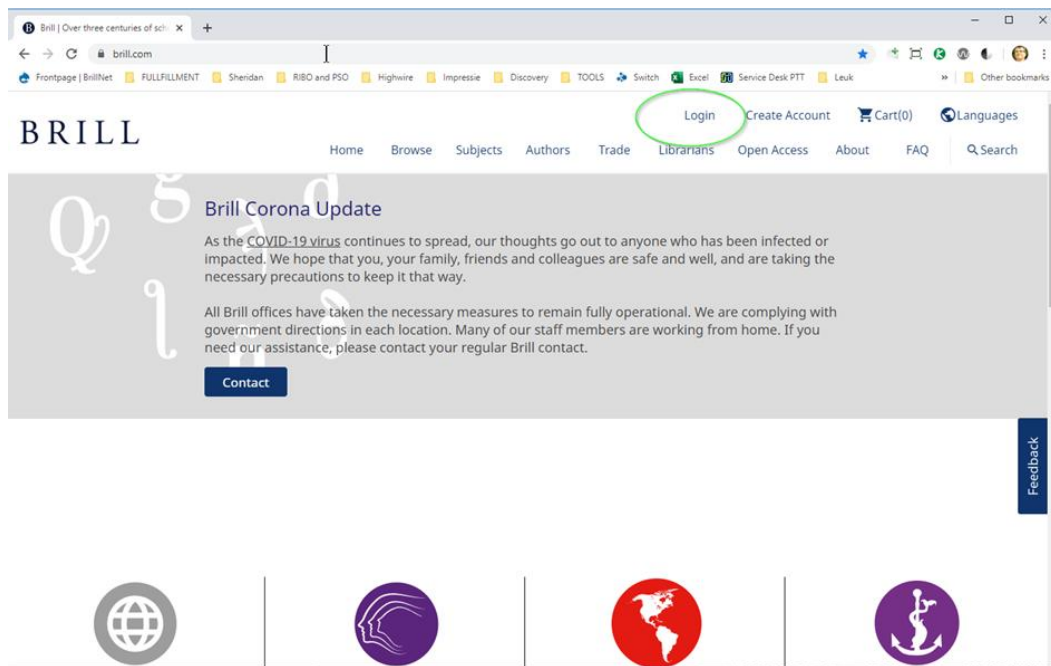 Brill | Over three centuries of sch
brill.com
Frontpage | BrillNet FULLFILLMENT Sheridan RIBO and PSO Highwire Impressie Discovery TOOLS Switch Excel Service Desk PTT Leuk » Other bookmarks
BRILL
Login Create Account Cart(0) Languages
Home Browse Subjects Authors Trade Librarians Open Access About FAQ Search
Brill Corona Update
As the COVID-19 virus continues to spread, our thoughts go out to anyone who has been infected or
impacted. We hope that you, your family, friends and colleagues are safe and well, and are taking the
necessary precautions to keep it that way.
All Brill offices have taken the necessary measures to remain fully operational. We are complying with
government directions in each location. Many of our staff members are working from home. If you
need our assistance, please contact your regular Brill contact.
Contact
Feedback